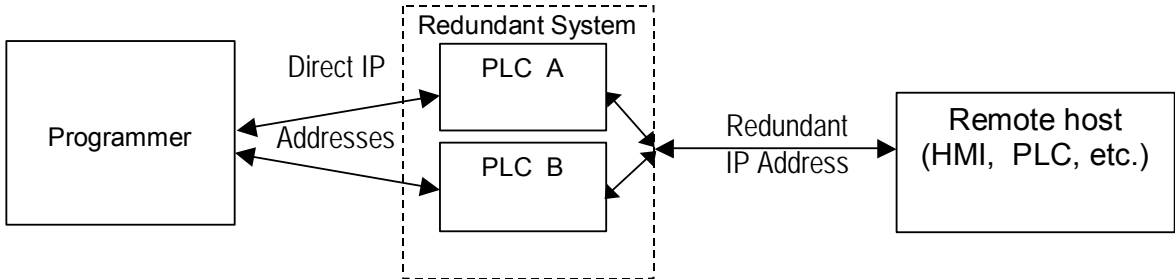 Redundant System
Programmer
Direct IP
Addresses
PLC A
PLC B
Redundant
IP Address
Remote host
(HMI, PLC, etc.)